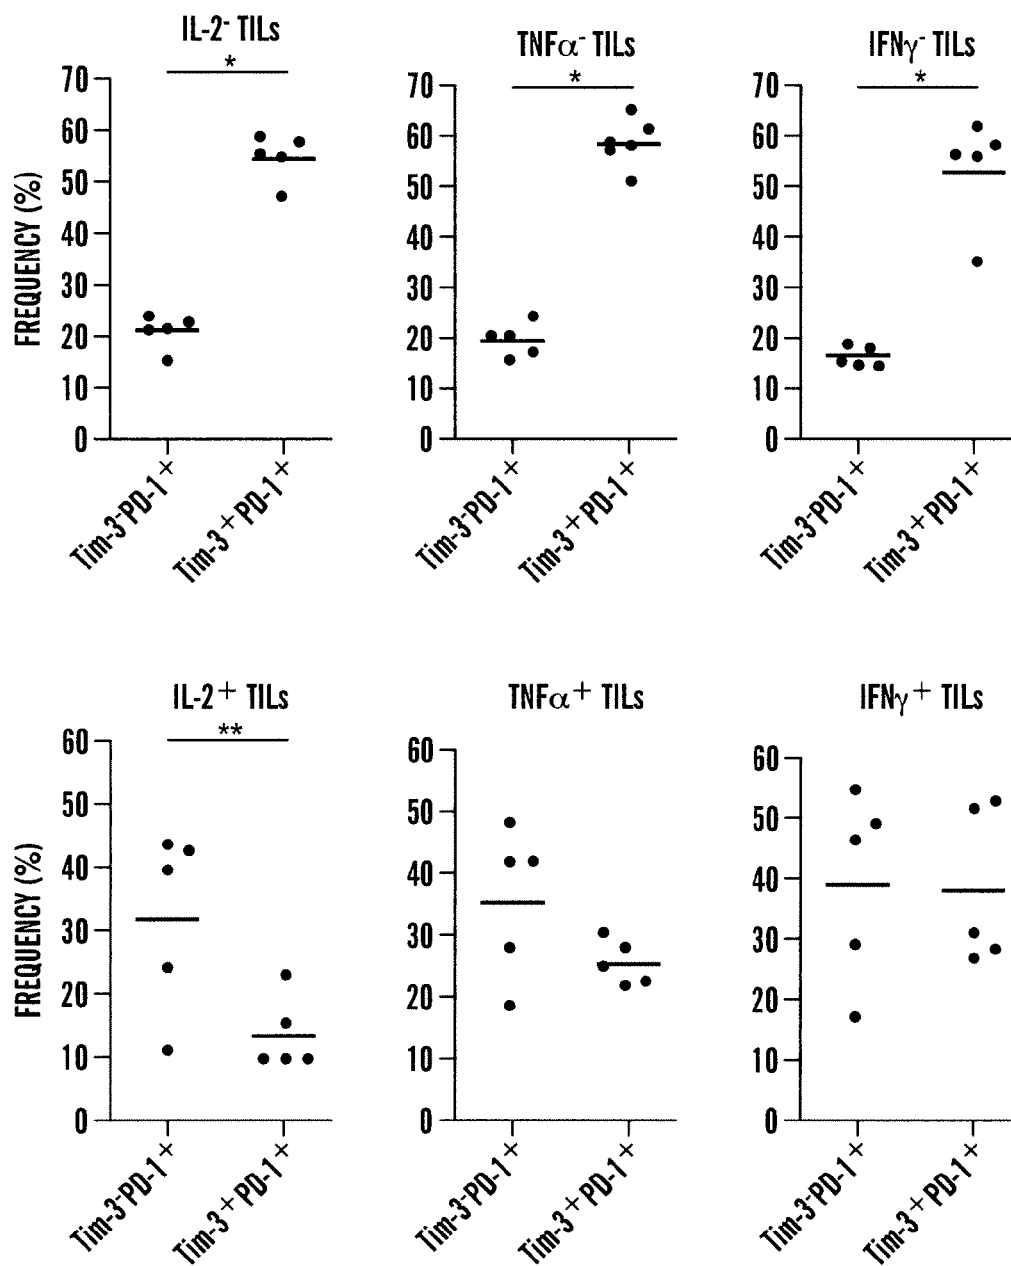 IL-2⁻ TILs
*
70
60
50
40
30
20
10
0
FREQUENCY (%)
Tim-3⁻PD-1⁺
Tim-3⁺PD-1⁺
TNFα⁻ TILs
*
70
60
50
40
30
20
10
0
Tim-3⁻PD-1⁺
Tim-3⁺PD-1⁺
IFNγ⁻ TILs
*
70
60
50
40
30
20
10
0
Tim-3⁻PD-1⁺
Tim-3⁺PD-1⁺
IL-2⁺ TILs
**
60
50
40
30
20
10
0
FREQUENCY (%)
Tim-3⁻PD-1⁺
Tim-3⁺PD-1⁺
TNFα⁺ TILs
60
50
40
30
20
10
0
Tim-3⁻PD-1⁺
Tim-3⁺PD-1⁺
IFNγ⁺ TILs
60
50
40
30
20
10
0
Tim-3⁻PD-1⁺
Tim-3⁺PD-1⁺